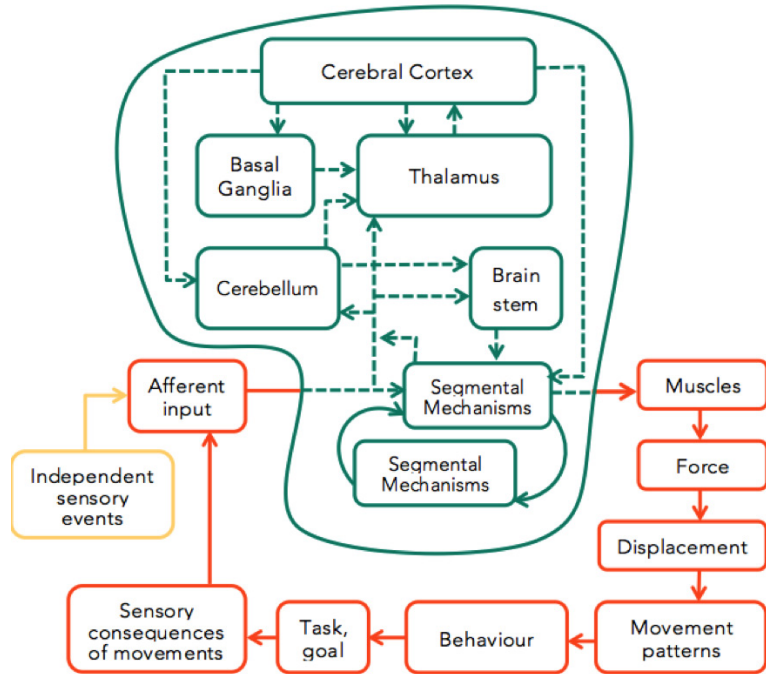 Cerebral Cortex
Basal
Ganglia
Thalamus
Cerebellum
Brain
stem
Afferent
input
Segmental
Mechanisms
Muscles
Independent
sensory
events
Segmental
Mechanisms
Force
Displacement
Sensory
consequences
of movements
Task,
goal
Behaviour
Movement
patterns